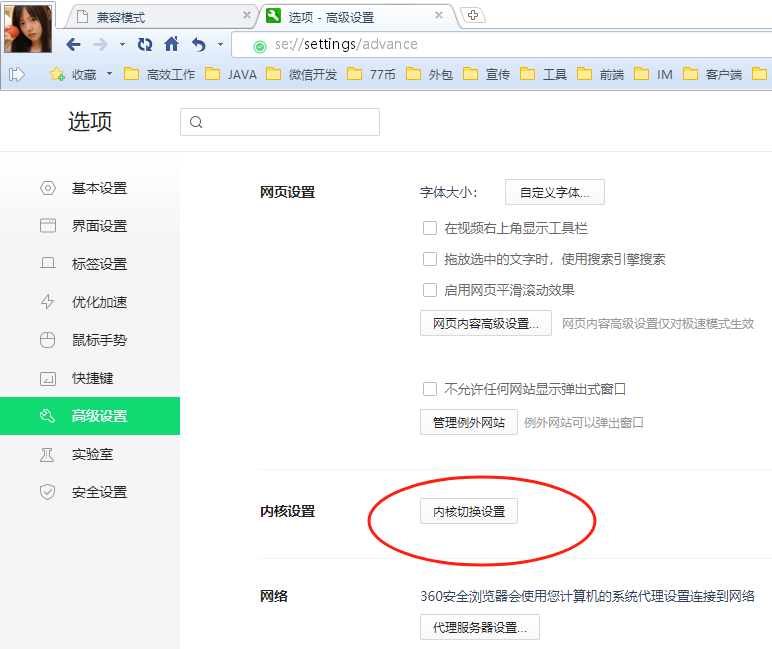 兼容模式
选项 - 高级设置
se://settings/advance
收藏 高效工作 JAVA 微信开发 77币 外包 宣传 工具 前端 IM 客户端
选项
基本设置
界面设置
标签设置
优化加速
鼠标手势
快捷键
高级设置
实验室
安全设置
网页设置
字体大小： 自定义字体...
在视频右上角显示工具栏
拖放选中的文字时，使用搜索引擎搜索
启用网页平滑滚动效果
网页内容高级设置... 网页内容高级设置仅对极速模式生效
不允许任何网站显示弹出式窗口
管理例外网站 例外网站可以弹出窗口
内核设置 内核切换设置
网络 360安全浏览器会使用您计算机的系统代理设置连接到网络
代理服务器设置...